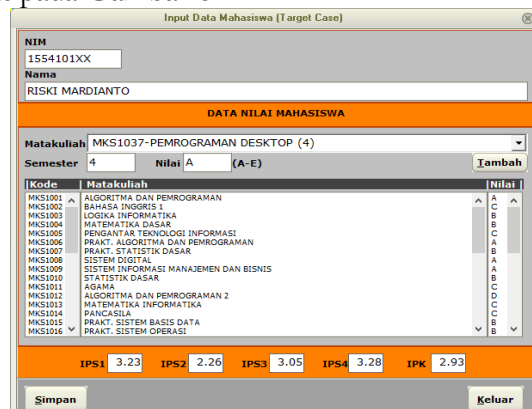 Input Data Mahasiswa (Target Case)
NIM
1554101XX
Nama
RISKI MARDIANTO
DATA NILAI MAHASISWA
Matakuliah MKS1037-PEMROGRAMAN DESKTOP (4)
Semester 4 Nilai A (A-E) Tambah
|Kode | Matakuliah |Nilai |
MKS1001 ALGORITMA DAN PEMROGRAMAN A
MKS1002 BAHASA INGGRIS 1 C
MKS1003 LOGIKA INFORMATIKA B
MKS1004 MATEMATIKA DASAR B
MKS1005 PENGANTAR TEKNOLOGI INFORMASI C
MKS1006 PRAKT. ALGORITMA DAN PEMROGRAMAN A
MKS1007 PRAKT. STATISTIK DASAR B
MKS1008 SISTEM DIGITAL A
MKS1009 SISTEM INFORMASI MANAJEMEN DAN BISNIS A
MKS1010 STATISTIK DASAR B
MKS1011 AGAMA C
MKS1012 ALGORITMA DAN PEMROGRAMAN 2 D
MKS1013 MATEMATIKA INFORMATIKA C
MKS1014 PANCASILA C
MKS1015 PRAKT. SISTEM BASIS DATA B
MKS1016 PRAKT. SISTEM OPERASI B
IPS1 3.23 IPS2 2.26 IPS3 3.05 IPS4 3.28 IPK 2.93
Simpan Keluar